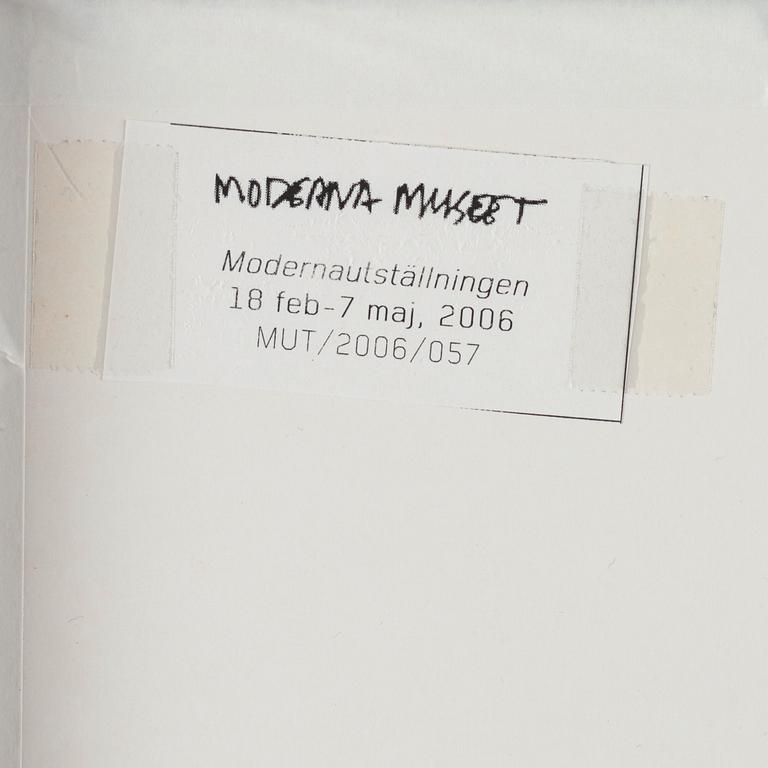 MODERNA MUSEET
Modernautställningen
18 feb-7 maj, 2006
MUT/2006/057